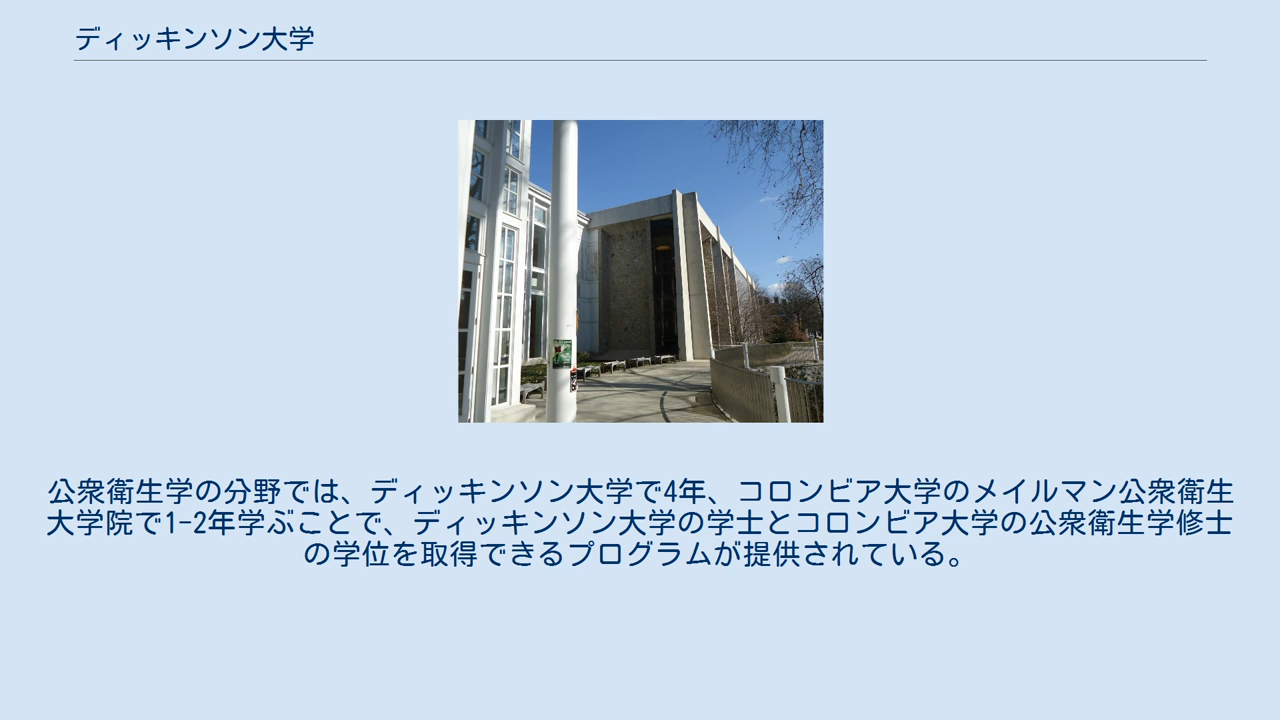 ディッキンソン大学
公衆衛生学の分野では、ディッキンソン大学で4年、コロンビア大学のメイルマン公衆衛生
大学院で1-2年学ぶことで、ディッキンソン大学の学士とコロンビア大学の公衆衛生学修士
の学位を取得できるプログラムが提供されている。